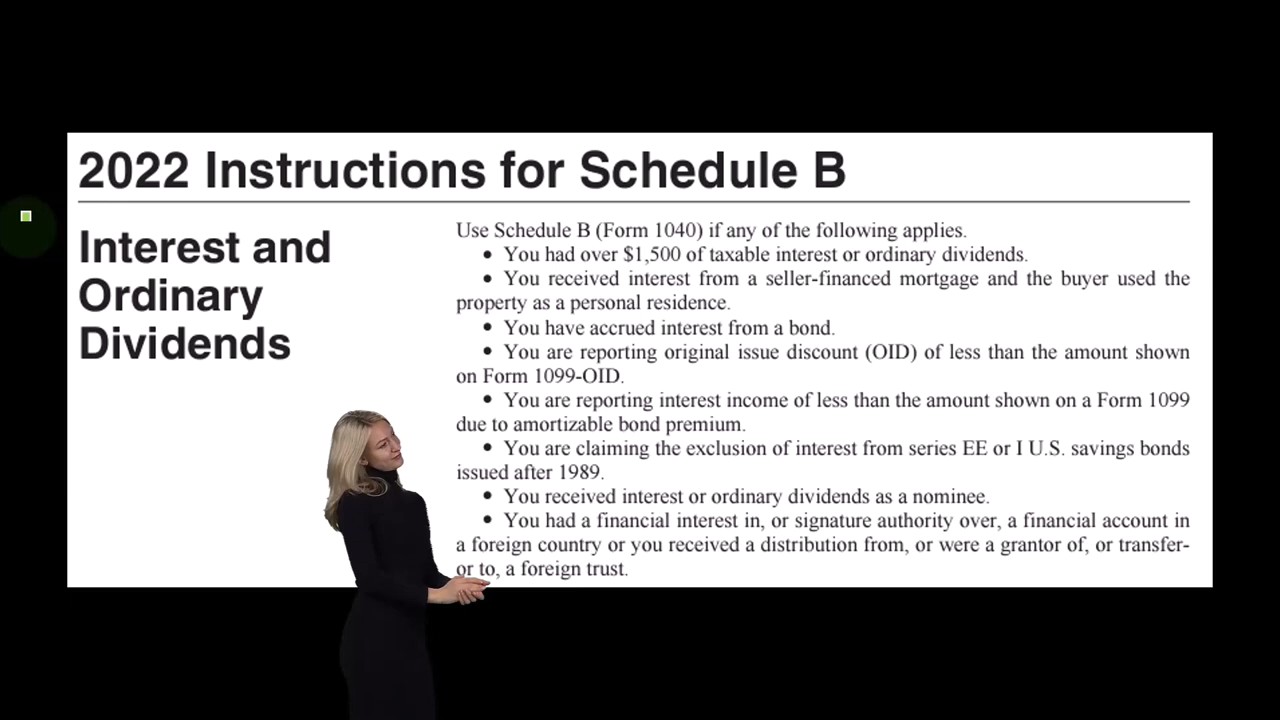 2022 Instructions for Schedule B
Interest and
Ordinary
Dividends
Use Schedule B (Form 1040) if any of the following applies.
• You had over $1,500 of taxable interest or ordinary dividends.
• You received interest from a seller-financed mortgage and the buyer used the
property as a personal residence.
• You have accrued interest from a bond.
• You are reporting original issue discount (OID) of less than the amount shown
on Form 1099-OID.
• You are reporting interest income of less than the amount shown on a Form 1099
due to amortizable bond premium.
• You are claiming the exclusion of interest from series EE or I U.S. savings bonds
issued after 1989.
• You received interest or ordinary dividends as a nominee.
• You had a financial interest in, or signature authority over, a financial account in
a foreign country or you received a distribution from, or were a grantor of, or transfer-
or to, a foreign trust.